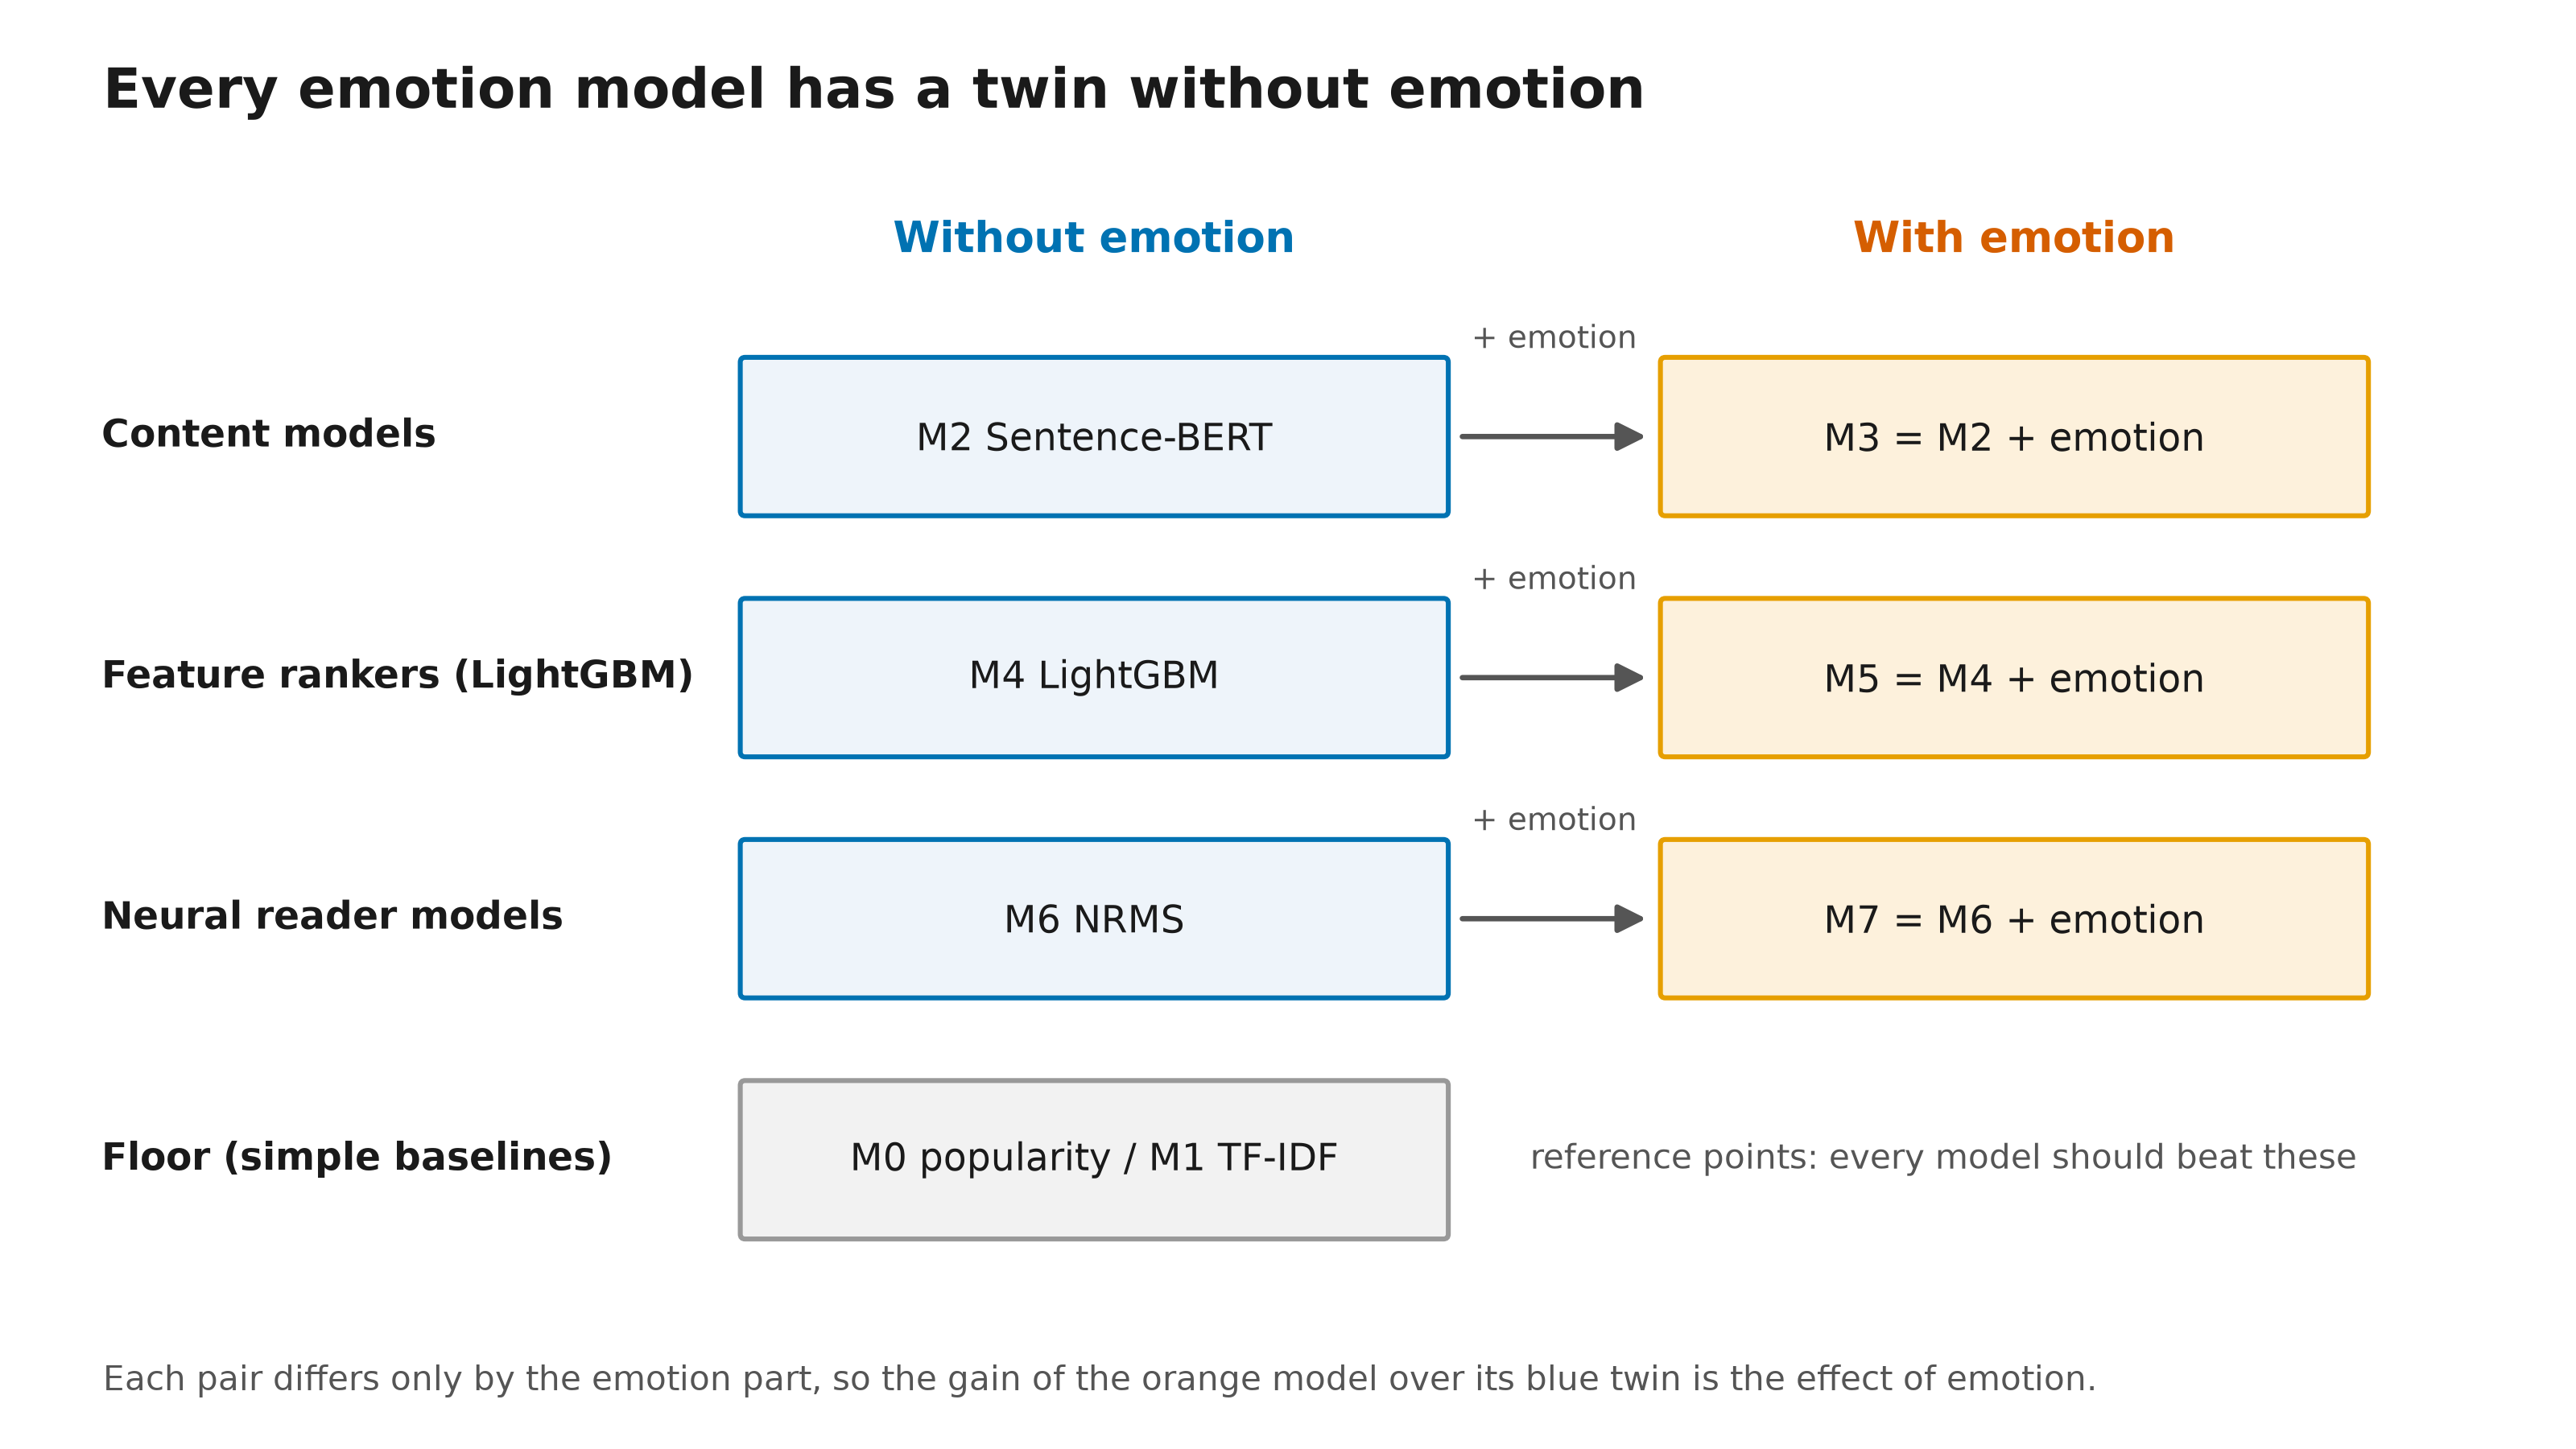 Every emotion model has a twin without emotion
Without emotion
With emotion
+ emotion
Content models
M2 Sentence-BERT
M3 = M2 + emotion
+ emotion
Feature rankers (LightGBM)
M4 LightGBM
M5 = M4 + emotion
+ emotion
Neural reader models
M6 NRMS
M7 = M6 + emotion
Floor (simple baselines)
M0 popularity / M1 TF-IDF
reference points: every model should beat these
Each pair differs only by the emotion part, so the gain of the orange model over its blue twin is the effect of emotion.